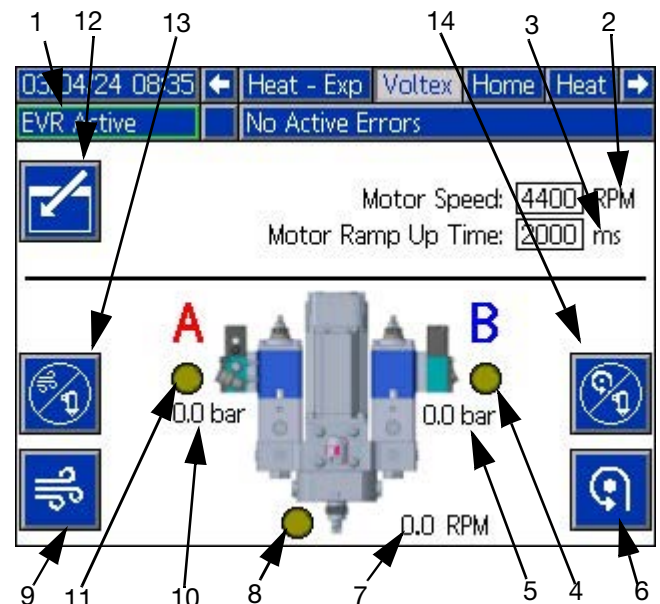 1 12 13 14 3 2
03/04/24 08:35 Heat - Exp Voltex Home Heat
EVR Active No Active Errors
Motor Speed: 4400 RPM
Motor Ramp Up Time: 2000 ms
A B
0.0 bar 0.0 bar
0.0 RPM
9 11 10 8 7 5 4 6